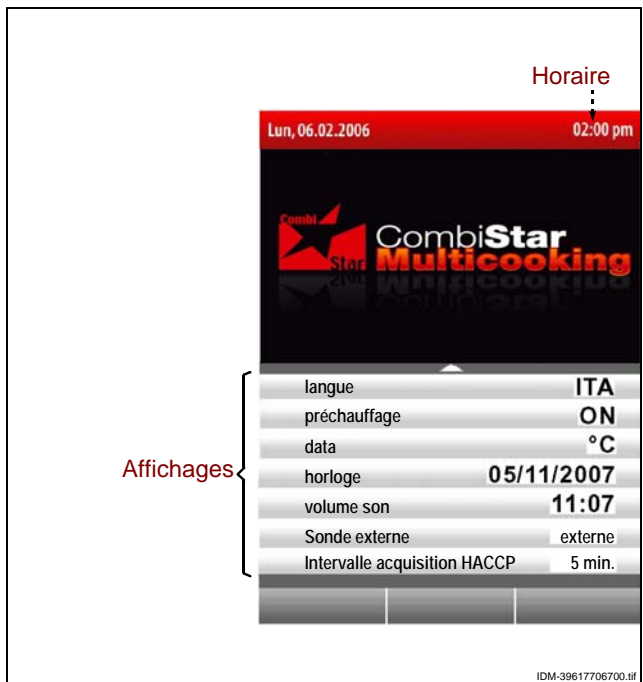 Horaire
Lun, 06.02.2006 02:00 pm
Combi
Star
CombiStar
Multicooking
Affichages
langue ITA
préchauffage ON
data °C
horloge 05/11/2007
volume son 11:07
Sonde externe externe
Intervalle acquisition HACCP 5 min.
IDM-39617706700.tif